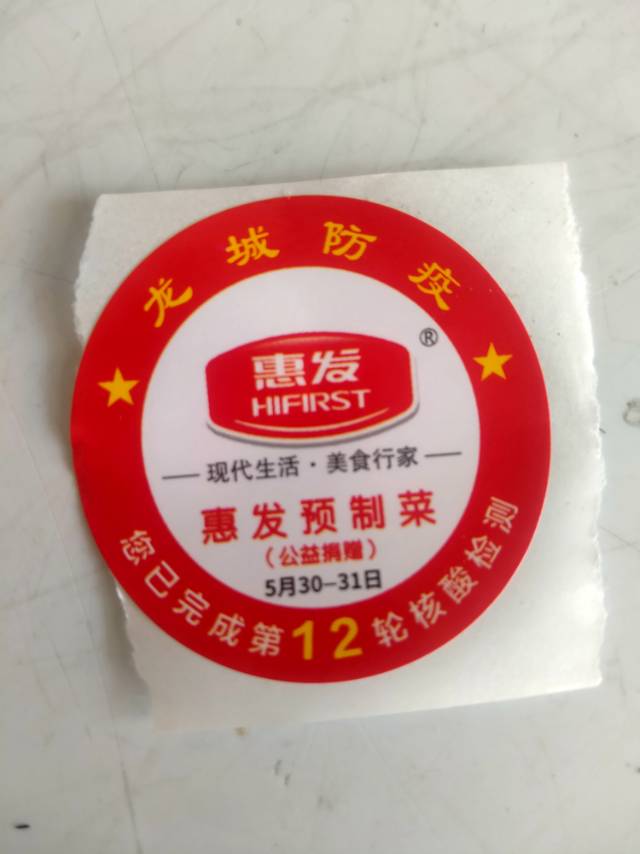 龙城防疫
惠发®
HIFIRST
现代生活·美食行家
惠发预制菜
(公益捐赠)
5月30-31日
您已完成第12轮核酸检测